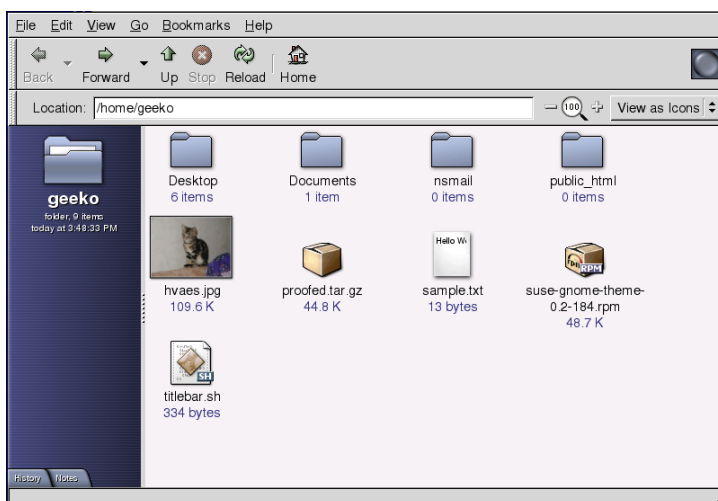 File Edit View Go Bookmarks Help
Back Forward Up Stop Reload Home
Location: /home/geeko 100 View as Icons
geeko
folder, 9 items
today at 3:48:33 PM
Desktop
6 items
Documents
1 item
nsmail
0 items
public_html
0 items
hvaes.jpg
109.6 K
proofed.tar.gz
44.8 K
Hello
sample.txt
13 bytes
RPM
suse-gnome-theme-
0.2-184.rpm
48.7 K
SH
titlebar.sh
334 bytes
History Notes